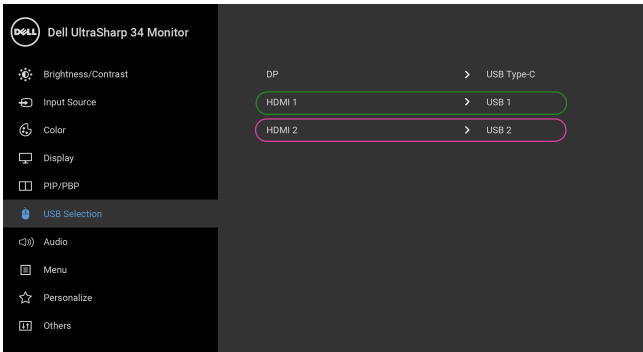 DELL Dell UltraSharp 34 Monitor
Brightness/Contrast
DP > USB Type-C
Input Source
HDMI 1 > USB 1
Color
HDMI 2 > USB 2
Display
PIP/PBP
USB Selection
Audio
Menu
Personalize
Others